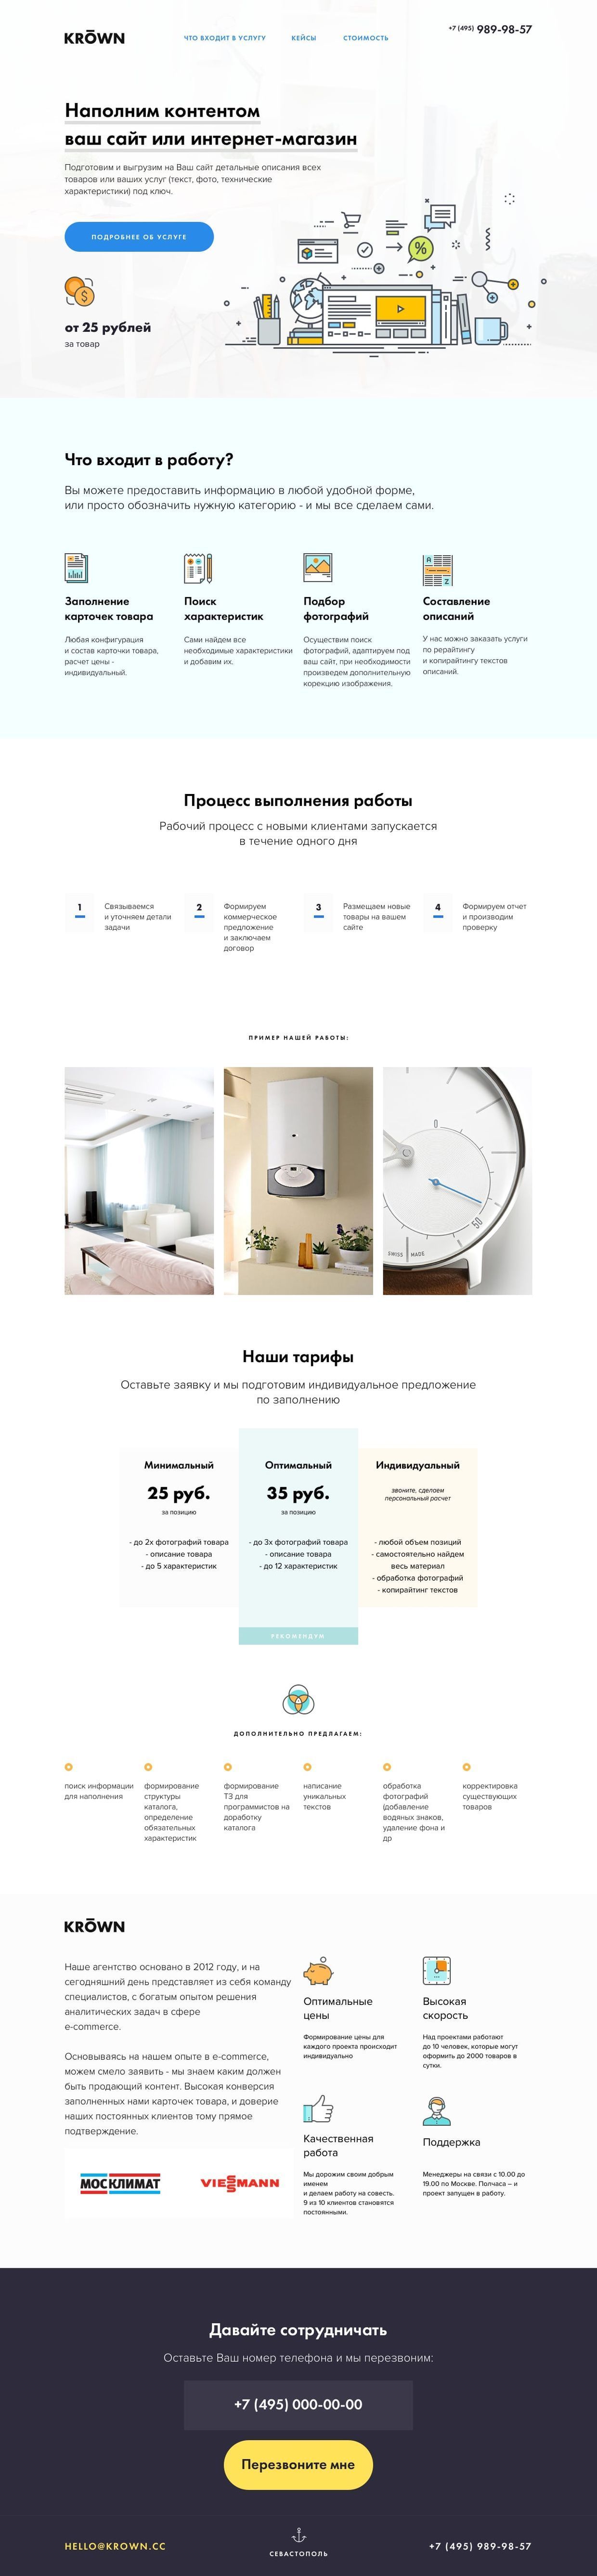 KRŌWN
ЧТО ВХОДИТ В УСЛУГУ
КЕЙСЫ
СТОИМОСТЬ
+7 (495) 989-98-57
Наполним контентом
ваш сайт или интернет-магазин
Подготовим и выгрузим на Ваш сайт детальные описания всех
товаров или ваших услуг (текст, фото, технические
характеристики) под ключ.
ПОДРОБНЕЕ ОБ УСЛУГЕ
от 25 рублей
за товар
%
$
Что входит в работу?
Вы можете предоставить информацию в любой удобной форме,
или просто обозначить нужную категорию - и мы все сделаем сами.
Заполнение
карточек товара
Любая конфигурация
и состав карточки товара,
расчет цены -
индивидуальный.
Поиск
характеристик
Сами найдем все
необходимые характеристики
и добавим их.
Подбор
фотографий
Осуществим поиск
фотографий, адаптируем под
ваш сайт, при необходимости
произведем дополнительную
корекцию изображения.
A
Z
Составление
описаний
У нас можно заказать услуги
по рерайтингу
и копирайтингу текстов
описаний.
Процесс выполнения работы
Рабочий процесс с новыми клиентами запускается
в течение одного дня
1
Связываемся
и уточняем детали
задачи
2
Формируем
коммерческое
предложение
и заключаем
договор
3
Размещаем новые
товары на вашем
сайте
4
Формируем отчет
и производим
проверку
ПРИМЕР НАШЕЙ РАБОТЫ:
0
50
SWISS MADE
Наши тарифы
Оставьте заявку и мы подготовим индивидуальное предложение
по заполнению
Минимальный
25 руб.
за позицию
- до 2х фотографий товара
- описание товара
- до 5 характеристик
Оптимальный
35 руб.
за позицию
- до 3х фотографий товара
- описание товара
- до 12 характеристик
РЕКОМЕНДУМ
Индивидуальный
звоните, сделаем
персональный расчет
- любой объем позиций
- самостоятельно найдем
весь материал
- обработка фотографий
- копирайтинг текстов
ДОПОЛНИТЕЛЬНО ПРЕДЛАГАЕМ:
поиск информации
для наполнения
формирование
структуры
каталога,
определение
обязательных
характеристик
формирование
ТЗ для
программистов на
доработку
каталога
написание
уникальных
текстов
обработка
фотографий
(добавление
водяных знаков,
удаление фона и
др
корректировка
существующих
товаров
KRŌWN
Наше агентство основано в 2012 году, и на
сегодняшний день представляет из себя команду
специалистов, с богатым опытом решения
аналитических задач в сфере
e-commerce.
Основываясь на нашем опыте в e-commerce,
можем смело заявить - мы знаем каким должен
быть продающий контент. Высокая конверсия
заполненных нами карточек товара, и доверие
наших постоянных клиентов тому прямое
подтверждение.
МОСКЛИМАТ
VIESSMANN
Оптимальные
цены
Формирование цены для
каждого проекта происходит
индивидуально
Высокая
скорость
Над проектами работают
до 10 человек, которые могут
оформить до 2000 товаров в
сутки.
Качественная
работа
Мы дорожим своим добрым
именем
и делаем работу на совесть.
9 из 10 клиентов становятся
постоянными.
Поддержка
Менеджеры на связи с 10.00 до
19.00 по Москве. Полчаса – и
проект запущен в работу.
Давайте сотрудничать
Оставьте Ваш номер телефона и мы перезвоним:
+7 (495) 000-00-00
Перезвоните мне
HELLO@KROWN.CC
СЕВАСТОПОЛЬ
+7 (495) 989-98-57